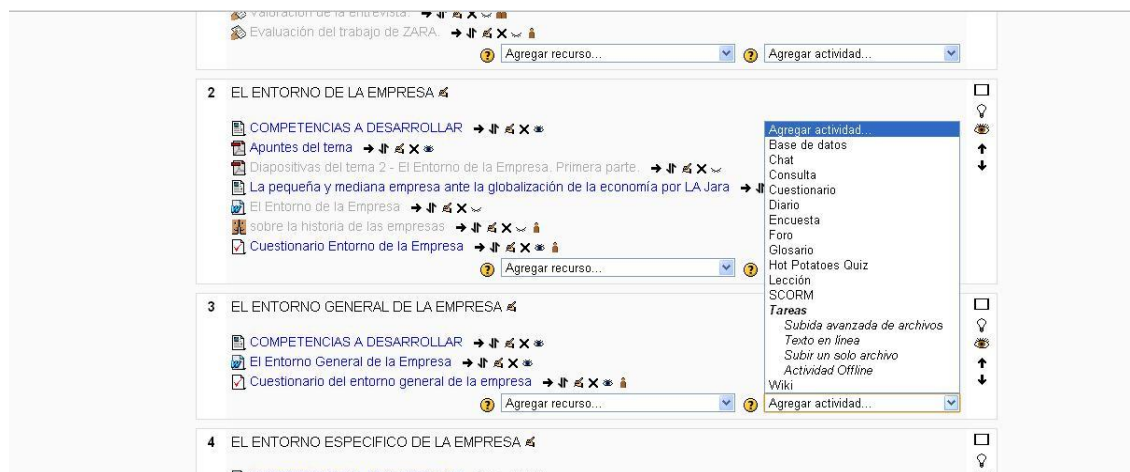 Valoración de la entrevista.
Evaluación del trabajo de ZARA.
Agregar recurso... Agregar actividad...
2 EL ENTORNO DE LA EMPRESA
COMPETENCIAS A DESARROLLAR
Apuntes del tema
Diapositivas del tema 2 - El Entorno de la Empresa. Primera parte.
La pequeña y mediana empresa ante la globalización de la economía por LA Jara
El Entorno de la Empresa
sobre la historia de las empresas
Cuestionario Entorno de la Empresa
Agregar recurso...
Agregar actividad...
Base de datos
Chat
Consulta
Cuestionario
Diario
Encuesta
Foro
Glosario
Hot Potatoes Quiz
Lección
SCORM
Tareas
Subida avanzada de archivos
Texto en línea
Subir un solo archivo
Actividad Offline
Wiki
3 EL ENTORNO GENERAL DE LA EMPRESA
COMPETENCIAS A DESARROLLAR
El Entorno General de la Empresa
Cuestionario del entorno general de la empresa
Agregar recurso... Agregar actividad...
4 EL ENTORNO ESPECIFICO DE LA EMPRESA